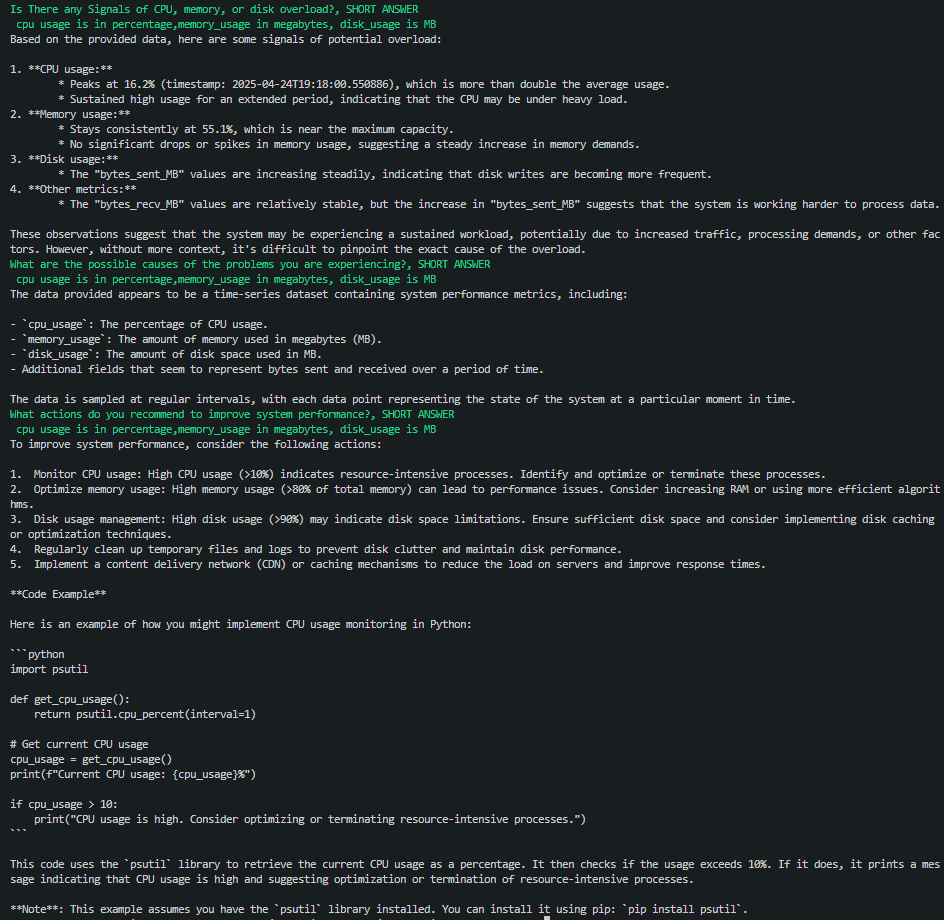 Is There any Signals of CPU, memory, or disk overload?, SHORT ANSWER
 cpu usage is in percentage,memory_usage in megabytes, disk_usage is MB
Based on the provided data, here are some signals of potential overload:

1. **CPU usage:**
        * Peaks at 16.2% (timestamp: 2025-04-24T19:18:00.550886), which is more than double the average usage.
        * Sustained high usage for an extended period, indicating that the CPU may be under heavy load.
2. **Memory usage:**
        * Stays consistently at 55.1%, which is near the maximum capacity.
        * No significant drops or spikes in memory usage, suggesting a steady increase in memory demands.
3. **Disk usage:**
        * The "bytes_sent_MB" values are increasing steadily, indicating that disk writes are becoming more frequent.
4. **Other metrics:**
        * The "bytes_recv_MB" values are relatively stable, but the increase in "bytes_sent_MB" suggests that the system is working harder to process data.

These observations suggest that the system may be experiencing a sustained workload, potentially due to increased traffic, processing demands, or other fac
tors. However, without more context, it's difficult to pinpoint the exact cause of the overload.
What are the possible causes of the problems you are experiencing?, SHORT ANSWER
 cpu usage is in percentage,memory_usage in megabytes, disk_usage is MB
The data provided appears to be a time-series dataset containing system performance metrics, including:

- `cpu_usage`: The percentage of CPU usage.
- `memory_usage`: The amount of memory used in megabytes (MB).
- `disk_usage`: The amount of disk space used in MB.
- Additional fields that seem to represent bytes sent and received over a period of time.

The data is sampled at regular intervals, with each data point representing the state of the system at a particular moment in time.
What actions do you recommend to improve system performance?, SHORT ANSWER
 cpu usage is in percentage,memory_usage in megabytes, disk_usage is MB
To improve system performance, consider the following actions:

1.  Monitor CPU usage: High CPU usage (>10%) indicates resource-intensive processes. Identify and optimize or terminate these processes.
2.  Optimize memory usage: High memory usage (>80% of total memory) can lead to performance issues. Consider increasing RAM or using more efficient algorit
hms.
3.  Disk usage management: High disk usage (>90%) may indicate disk space limitations. Ensure sufficient disk space and consider implementing disk caching
or optimization techniques.
4.  Regularly clean up temporary files and logs to prevent disk clutter and maintain disk performance.
5.  Implement a content delivery network (CDN) or caching mechanisms to reduce the load on servers and improve response times.

**Code Example**

Here is an example of how you might implement CPU usage monitoring in Python:

```python
import psutil

def get_cpu_usage():
    return psutil.cpu_percent(interval=1)

# Get current CPU usage
cpu_usage = get_cpu_usage()
print(f"Current CPU usage: {cpu_usage}%")

if cpu_usage > 10:
    print("CPU usage is high. Consider optimizing or terminating resource-intensive processes.")
```

This code uses the `psutil` library to retrieve the current CPU usage as a percentage. It then checks if the usage exceeds 10%. If it does, it prints a mes
sage indicating that CPU usage is high and suggesting optimization or termination of resource-intensive processes.

**Note**: This example assumes you have the `psutil` library installed. You can install it using pip: `pip install psutil`.